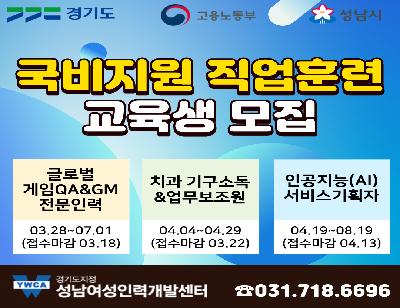 경기도 고용노동부 성남시
국비지원 직업훈련
교육생 모집
글로벌
게임QA&GM
전문인력
03.28~07.01
(접수마감 03.18)
치과 기구소독
&업무보조원
04.04~04.29
(접수마감 03.22)
인공지능(AI)
서비스기획자
04.19~08.19
(접수마감 04.13)
YWCA
경기도지정
성남여성인력개발센터
☎031.718.6696